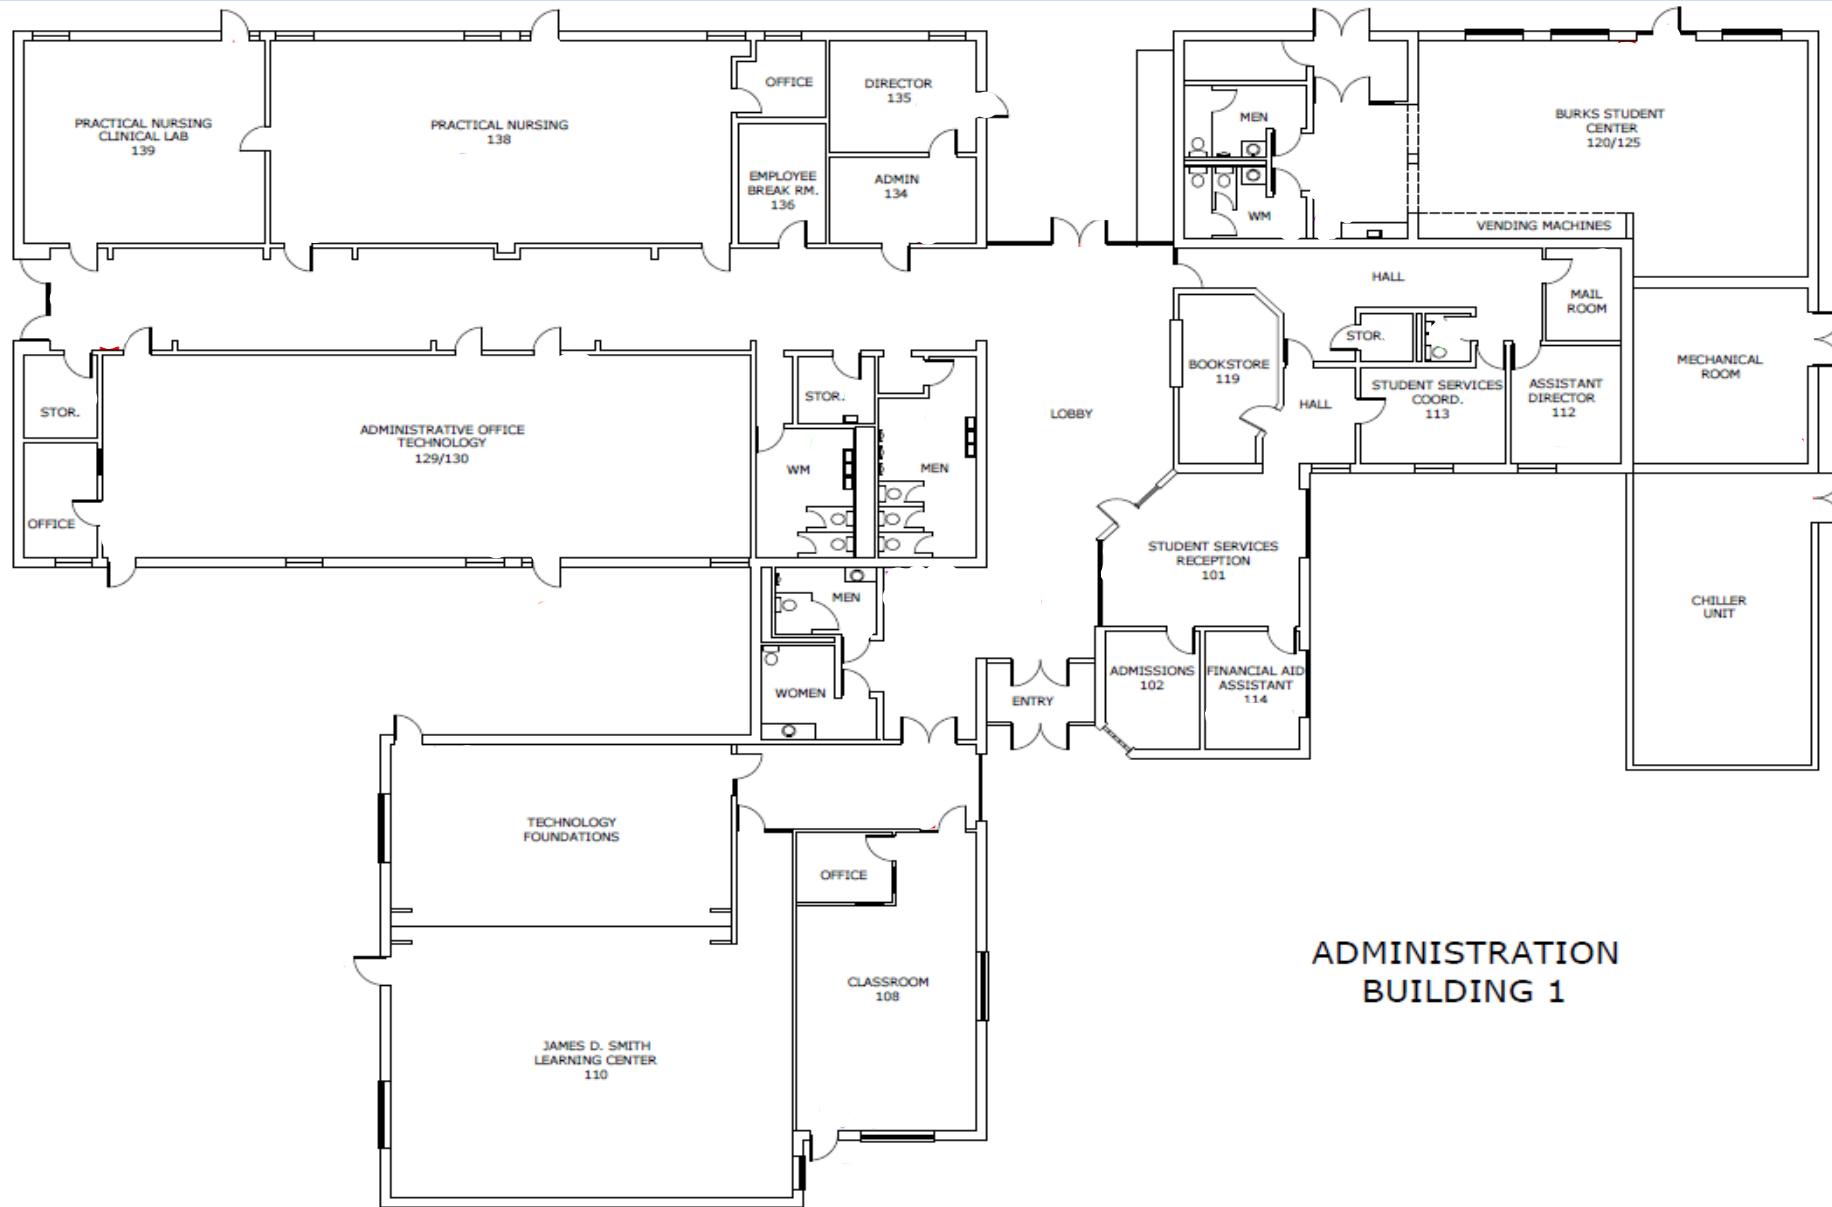 PRACTICAL NURSING
CLINICAL LAB
139
PRACTICAL NURSING
138
OFFICE
DIRECTOR
135
EMPLOYEE
BREAK RM.
136
ADMIN
134
MEN
WM
BURKS STUDENT
CENTER
120/125
VENDING MACHINES
HALL
MAIL
ROOM
STOR.
BOOKSTORE
119
HALL
STUDENT SERVICES
COORD.
113
ASSISTANT
DIRECTOR
112
MECHANICAL
ROOM
STOR.
OFFICE
ADMINISTRATIVE OFFICE
TECHNOLOGY
129/130
STOR.
WM
MEN
LOBBY
STUDENT SERVICES
RECEPTION
101
CHILLER
UNIT
MEN
WOMEN
ENTRY
ADMISSIONS
102
FINANCIAL AID
ASSISTANT
114
TECHNOLOGY
FOUNDATIONS
OFFICE
CLASSROOM
108
JAMES D. SMITH
LEARNING CENTER
110
ADMINISTRATION
BUILDING 1